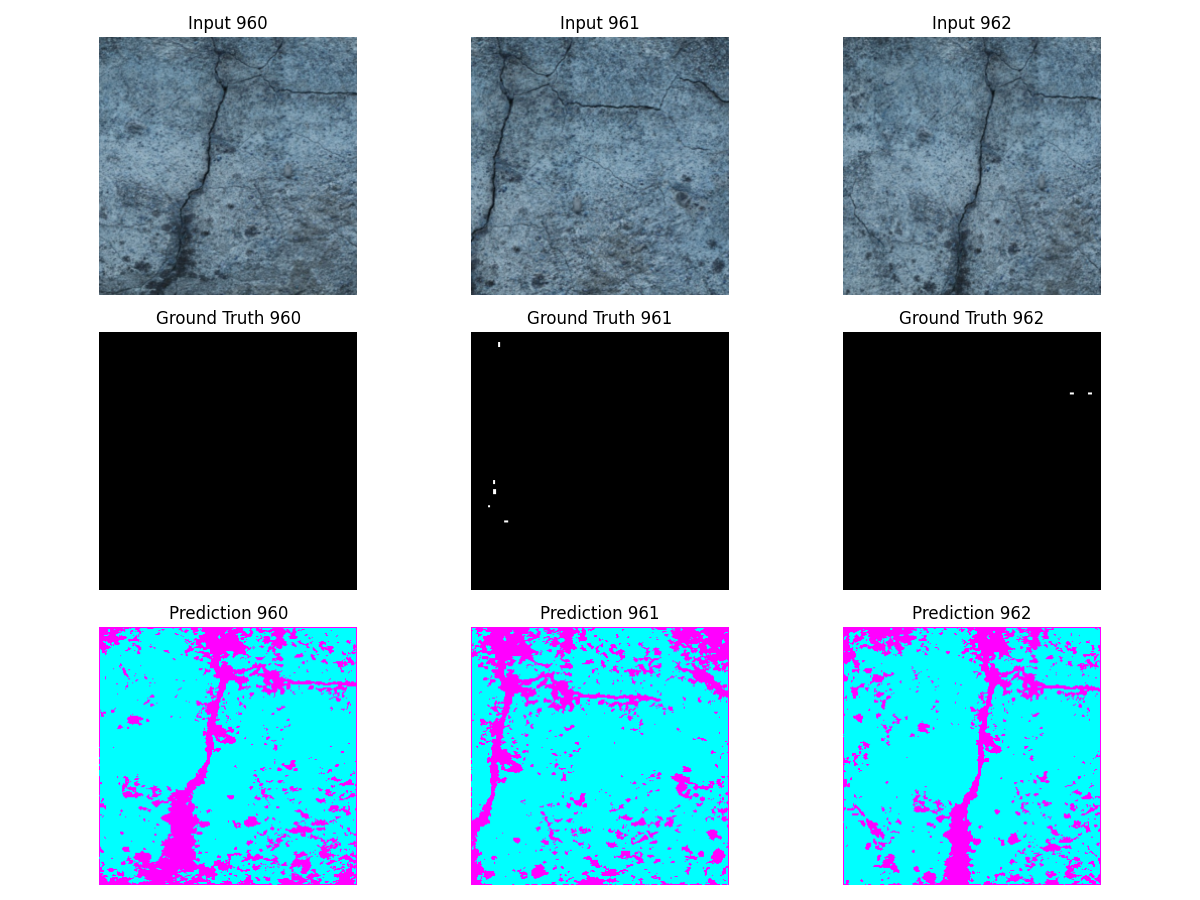 Input 960
Input 961
Input 962
Ground Truth 960
Ground Truth 961
Ground Truth 962
Prediction 960
Prediction 961
Prediction 962